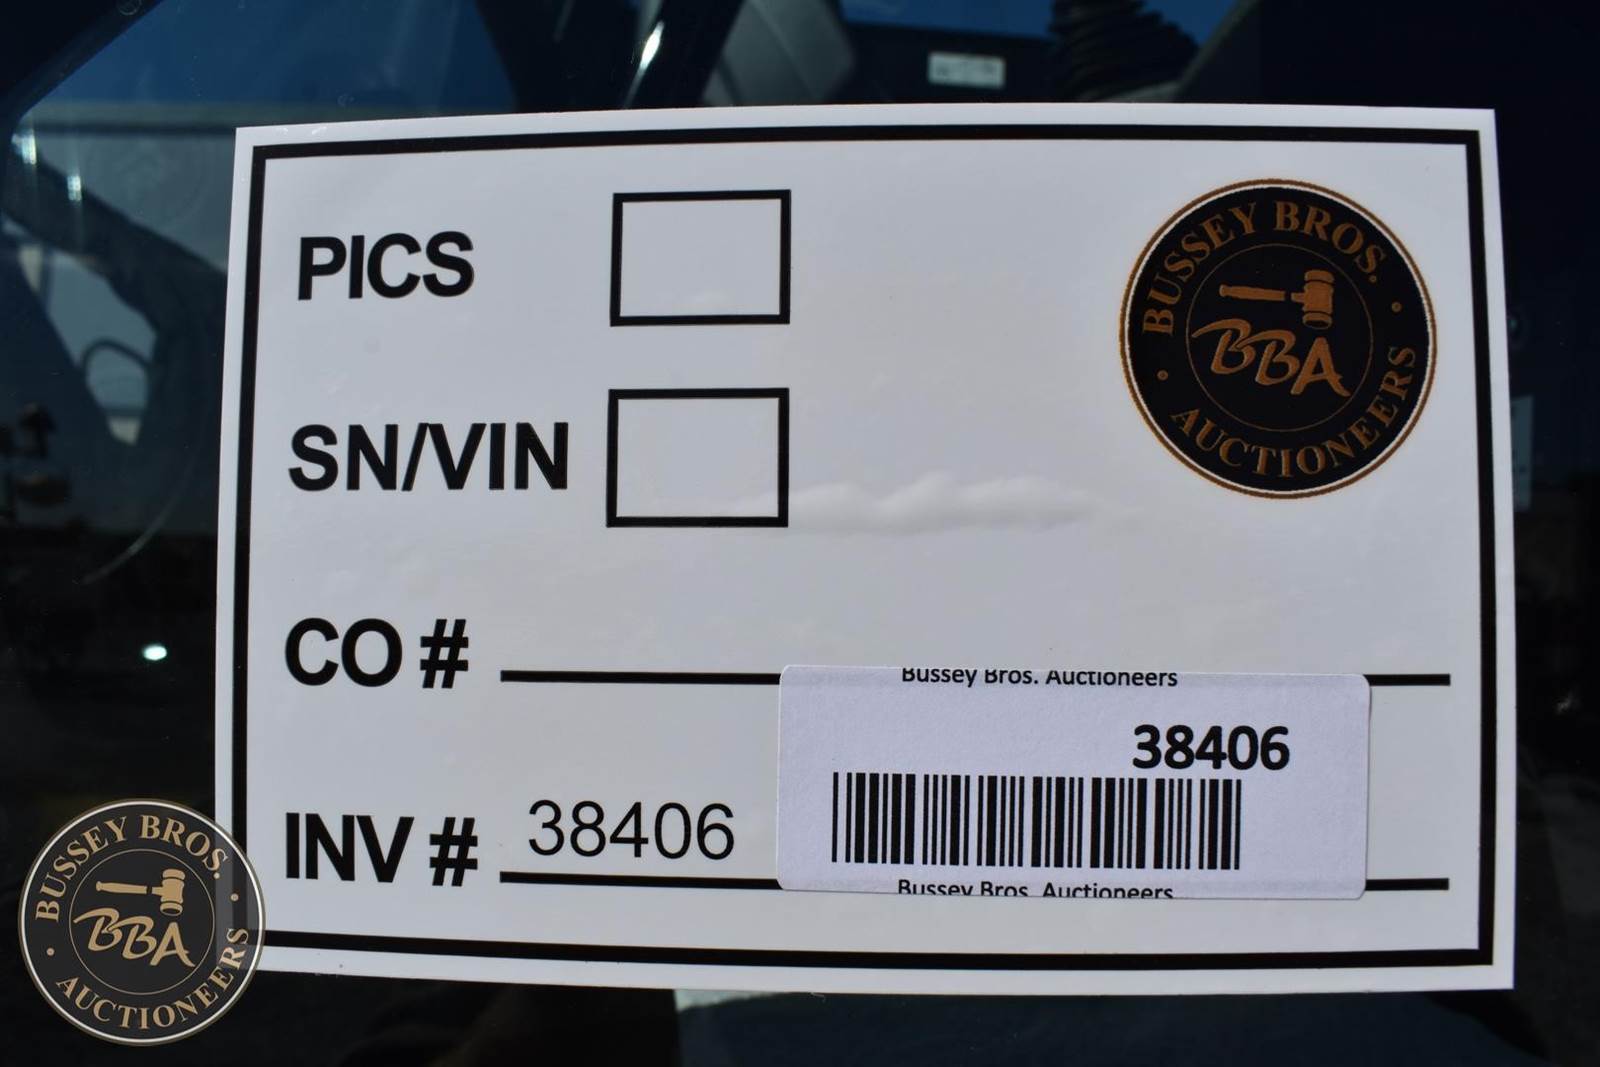 PICS
BUSSEY BROS.
BBA
AUCTIONEERS
SN/VIN
CO #
Bussey Bros. Auctioneers
38406
INV # 38406
Bussey Bros. Auctioneers
BUSSEY BROS.
BBA
AUCTIONEERS